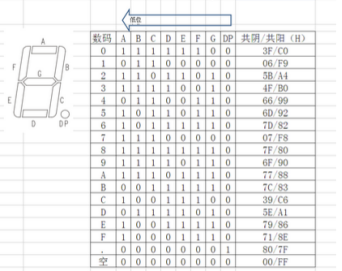 A
F
B
G
E
C
D
DP
数码 A B C D E F G DP 共阴/共阳 (H)
0 1 1 1 1 1 1 0 0 3F/C0
1 0 1 1 0 0 0 0 0 06/F9
2 1 1 0 1 1 0 1 0 5B/A4
3 1 1 1 1 0 0 1 0 4F/B0
4 0 1 1 0 0 1 1 0 66/99
5 1 0 1 1 0 1 1 0 6D/92
6 1 0 1 1 1 1 1 0 7D/82
7 1 1 1 0 0 0 0 0 07/F8
8 1 1 1 1 1 1 1 0 7F/80
9 1 1 1 1 0 1 1 0 6F/90
A 1 1 1 0 1 1 1 0 77/88
B 0 0 1 1 1 1 1 0 7C/83
C 1 0 0 1 1 1 0 0 39/C6
D 0 1 1 1 1 0 1 0 5E/A1
E 1 0 0 1 1 1 1 0 79/86
F 1 0 0 0 1 1 1 0 71/8E
. 0 0 0 0 0 0 0 1 80/7F
空 0 0 0 0 0 0 0 0 00/FF